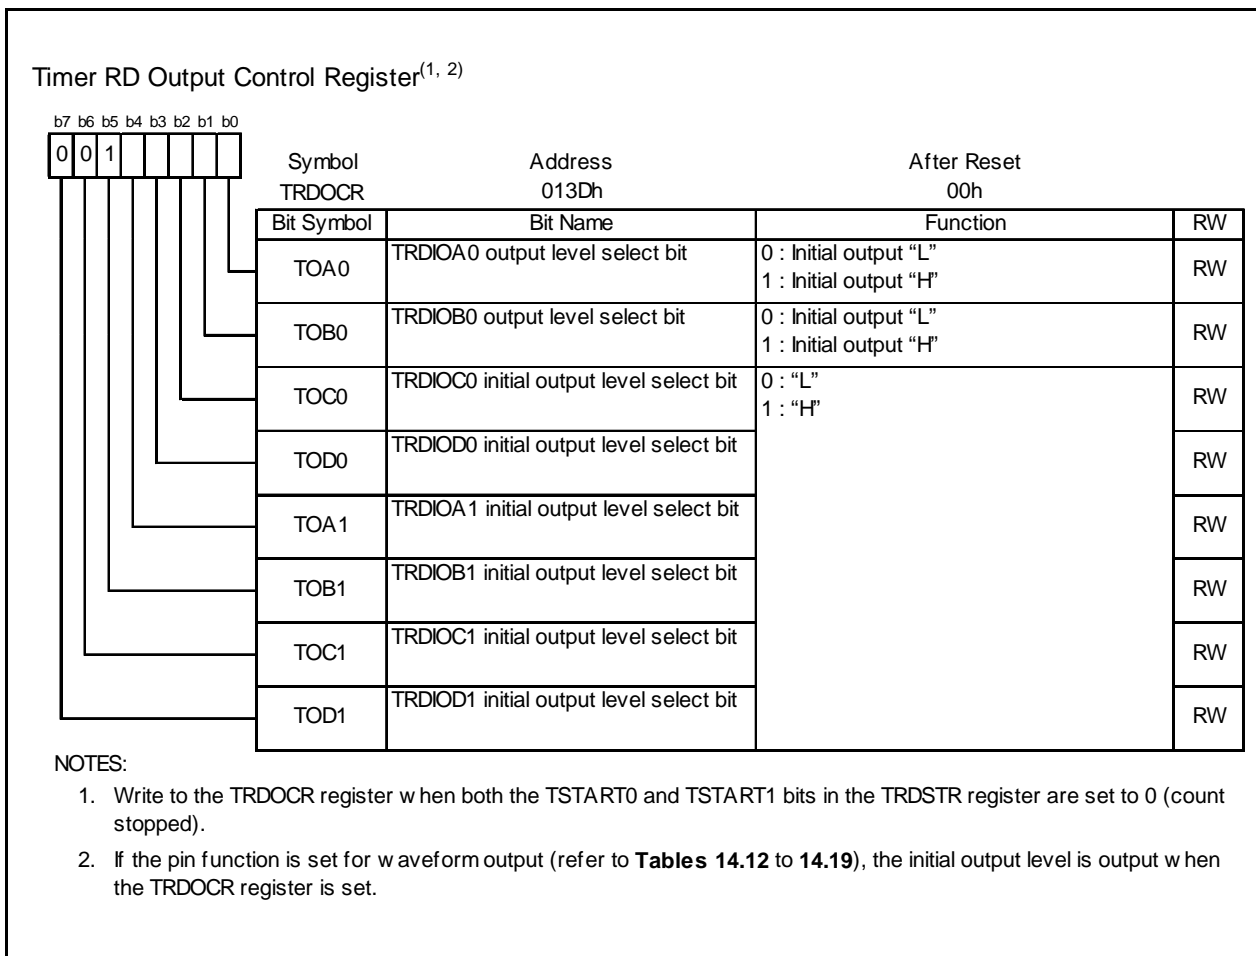 Timer RD Output Control Register(1, 2)
b7 b6 b5 b4 b3 b2 b1 b0
0 0 1
Symbol Address After Reset
TRDOCR 013Dh 00h
Bit Symbol Bit Name Function RW
TOA0 TRDIOA0 output level select bit 0 : Initial output “L” RW
1 : Initial output “H”
TOB0 TRDIOB0 output level select bit 0 : Initial output “L” RW
1 : Initial output “H”
TOC0 TRDIOC0 initial output level select bit 0 : “L” RW
1 : “H”
TOD0 TRDIOD0 initial output level select bit RW
TOA1 TRDIOA1 initial output level select bit RW
TOB1 TRDIOB1 initial output level select bit RW
TOC1 TRDIOC1 initial output level select bit RW
TOD1 TRDIOD1 initial output level select bit RW
NOTES:
1. Write to the TRDOCR register when both the TSTART0 and TSTART1 bits in the TRDSTR register are set to 0 (count
stopped).
2. If the pin function is set for waveform output (refer to Tables 14.12 to 14.19), the initial output level is output when
the TRDOCR register is set.